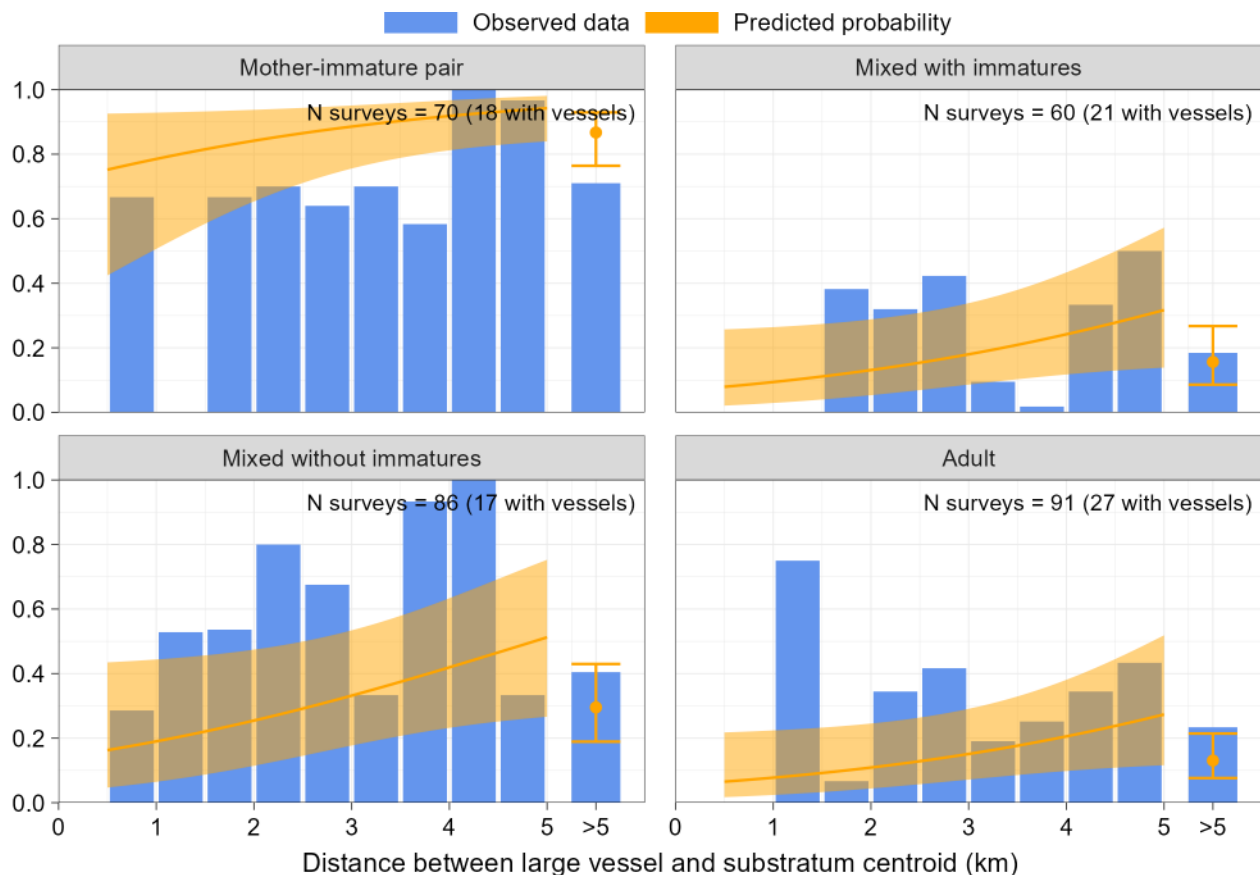 Observed data Predicted probability
Mother-immature pair Mixed with immatures
1.0 N surveys = 70 (18 with vessels) N surveys = 60 (21 with vessels)
0.8
0.6
0.4
0.2
0.0
Mixed without immatures Adult
1.0 N surveys = 86 (17 with vessels) N surveys = 91 (27 with vessels)
0.8
0.6
0.4
0.2
0.0
0 1 2 3 4 5 >5 0 1 2 3 4 5 >5
Distance between large vessel and substratum centroid (km)